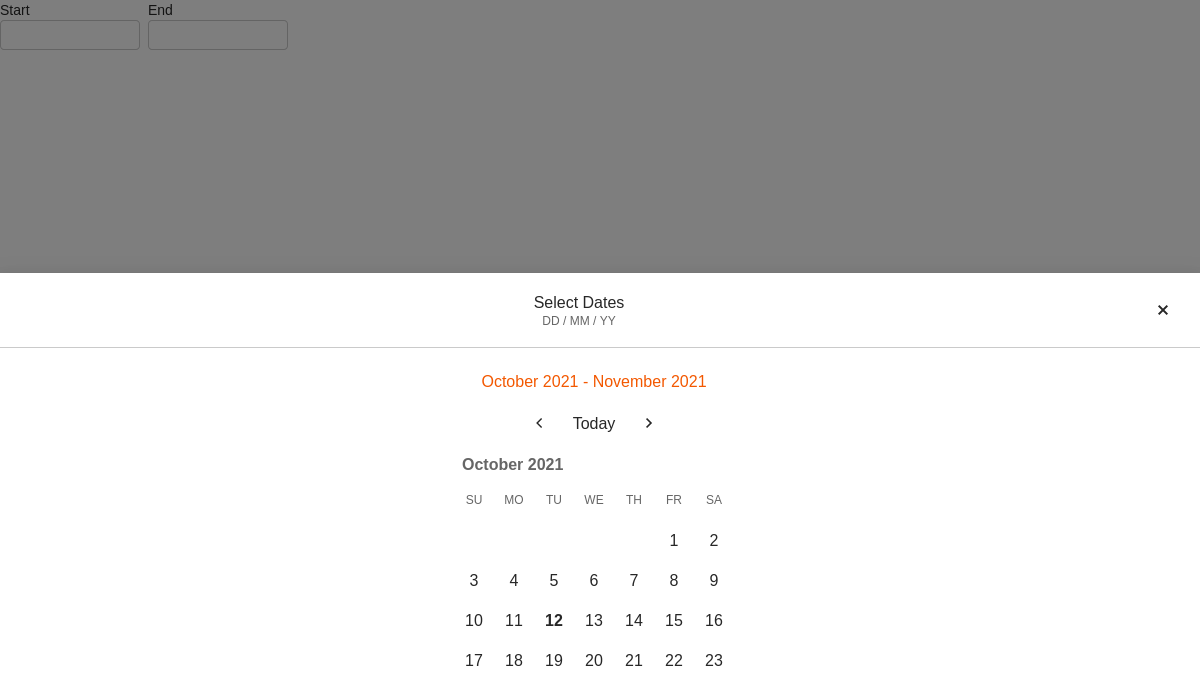 Start End
Select Dates
DD / MM / YY
×
October 2021 - November 2021
Today
October 2021
SU MO TU WE TH FR SA
1 2
3 4 5 6 7 8 9
10 11 12 13 14 15 16
17 18 19 20 21 22 23